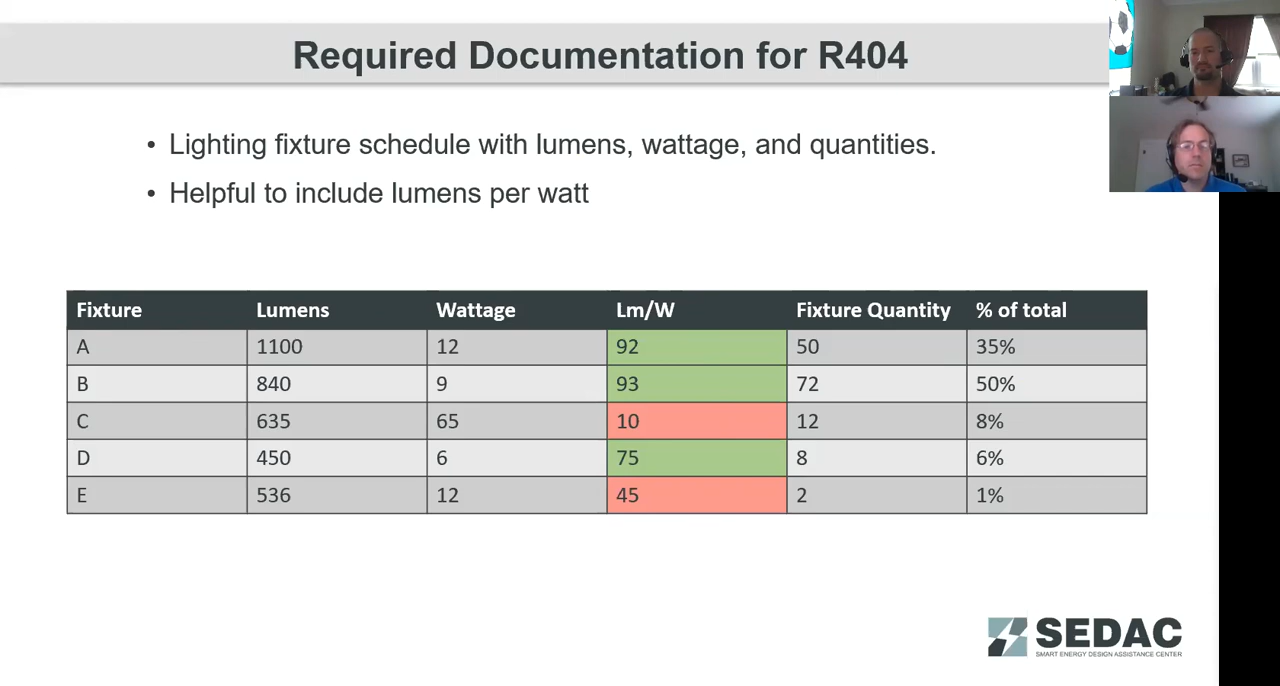 Required Documentation for R404
• Lighting fixture schedule with lumens, wattage, and quantities.
• Helpful to include lumens per watt
Fixture Lumens Wattage Lm/W Fixture Quantity % of total
A 1100 12 92 50 35%
B 840 9 93 72 50%
C 635 65 10 12 8%
D 450 6 75 8 6%
E 536 12 45 2 1%
SEDAC
SMART ENERGY DESIGN ASSISTANCE CENTER